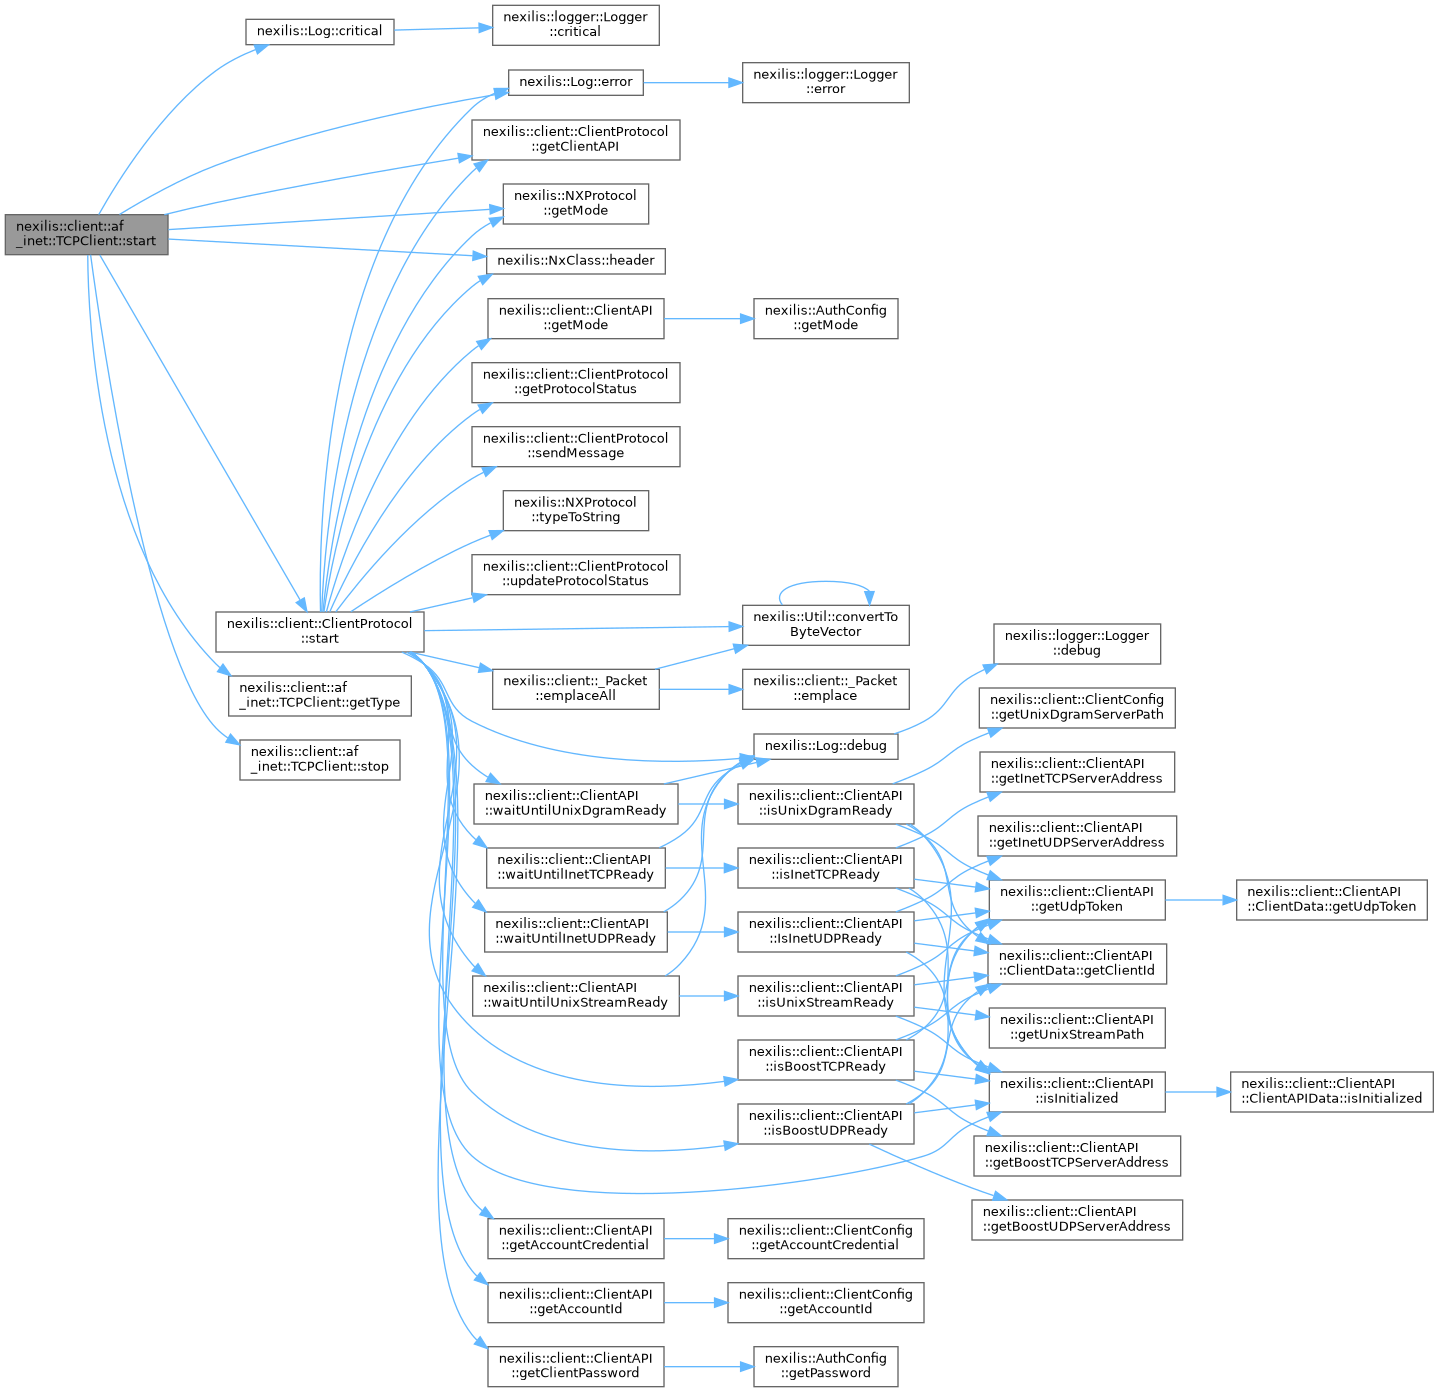 nexilis::client::af
_inet::TCPClient::start
nexilis::Log::critical
nexilis::logger::Logger
::critical
nexilis::Log::error
nexilis::logger::Logger
::error
nexilis::client::ClientProtocol
::getClientAPI
nexilis::NXProtocol
::getMode
nexilis::NxClass::header
nexilis::client::ClientAPI
::getMode
nexilis::AuthConfig
::getMode
nexilis::client::ClientProtocol
::getProtocolStatus
nexilis::client::ClientProtocol
::sendMessage
nexilis::NXProtocol
::typeToString
nexilis::client::ClientProtocol
::updateProtocolStatus
nexilis::client::ClientProtocol
::start
nexilis::Util::convertTo
ByteVector
nexilis::client::_Packet
::emplaceAll
nexilis::client::_Packet
::emplace
nexilis::client::af
_inet::TCPClient::getType
nexilis::client::af
_inet::TCPClient::stop
nexilis::Log::debug
nexilis::logger::Logger
::debug
nexilis::client::ClientAPI
::waitUntilUnixDgramReady
nexilis::client::ClientAPI
::isUnixDgramReady
nexilis::client::ClientConfig
::getUnixDgramServerPath
nexilis::client::ClientAPI
::getInetTCPServerAddress
nexilis::client::ClientAPI
::waitUntilInetTCPReady
nexilis::client::ClientAPI
::isInetTCPReady
nexilis::client::ClientAPI
::getInetUDPServerAddress
nexilis::client::ClientAPI
::getUdpToken
nexilis::client::ClientAPI
::ClientData::getUdpToken
nexilis::client::ClientAPI
::waitUntilInetUDPReady
nexilis::client::ClientAPI
::IsInetUDPReady
nexilis::client::ClientAPI
::ClientData::getClientId
nexilis::client::ClientAPI
::waitUntilUnixStreamReady
nexilis::client::ClientAPI
::isUnixStreamReady
nexilis::client::ClientAPI
::getUnixStreamPath
nexilis::client::ClientAPI
::isBoostTCPReady
nexilis::client::ClientAPI
::isInitialized
nexilis::client::ClientAPI
::ClientAPIData::isInitialized
nexilis::client::ClientAPI
::isBoostUDPReady
nexilis::client::ClientAPI
::getBoostTCPServerAddress
nexilis::client::ClientAPI
::getBoostUDPServerAddress
nexilis::client::ClientAPI
::getAccountCredential
nexilis::client::ClientConfig
::getAccountCredential
nexilis::client::ClientAPI
::getAccountId
nexilis::client::ClientConfig
::getAccountId
nexilis::client::ClientAPI
::getClientPassword
nexilis::AuthConfig
::getPassword